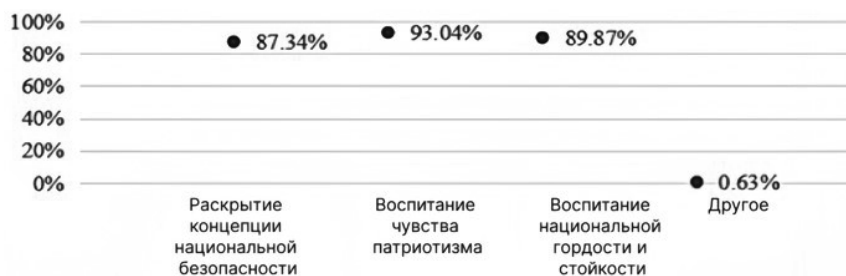 100%
80%
60%
40%
20%
0%
87.34%
93.04%
89.87%
0.63%
Раскрытие
концепции
национальной
безопасности
Воспитание
чувства
патриотизма
Воспитание
национальной
гордости и
стойкости
Другое